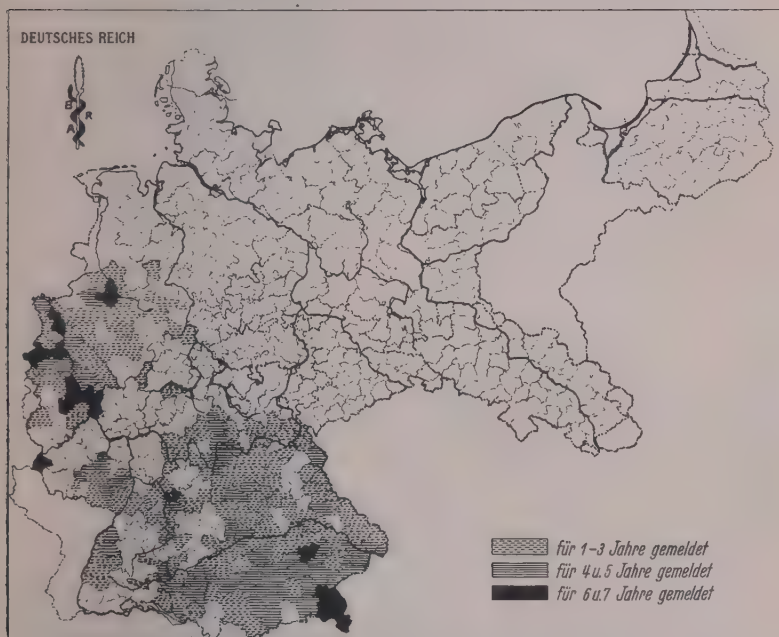 DEUTSCHES REICH
B
R
A
für 1-3 Jahre gemeldet
für 4 u. 5 Jahre gemeldet
für 6 u. 7 Jahre gemeldet